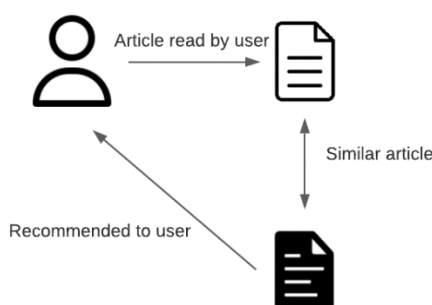 Article read by user
Similar article
Recommended to user